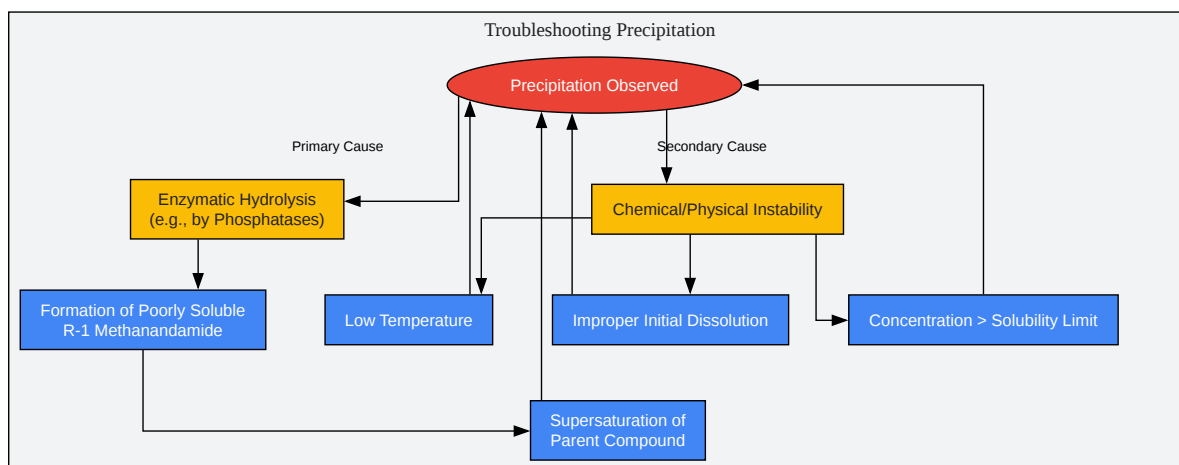 Troubleshooting Precipitation
Precipitation Observed
Primary Cause
Secondary Cause
Enzymatic Hydrolysis
(e.g., by Phosphatases)
Chemical/Physical Instability
Formation of Poorly Soluble
R-1 Methanandamide
Low Temperature
Improper Initial Dissolution
Concentration > Solubility Limit
Supersaturation of
Parent Compound